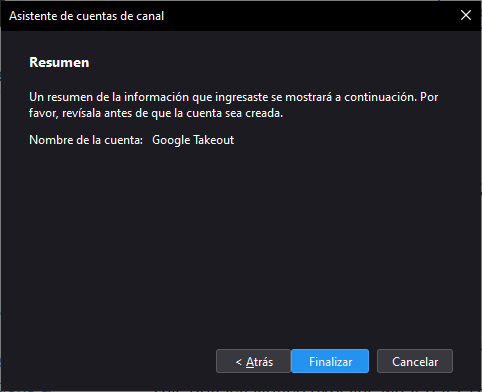 Asistente de cuentas de canal
Resumen
Un resumen de la información que ingresaste se mostrará a continuación. Por
favor, revísala antes de que la cuenta sea creada.
Nombre de la cuenta: Google Takeout
< Atrás Finalizar Cancelar